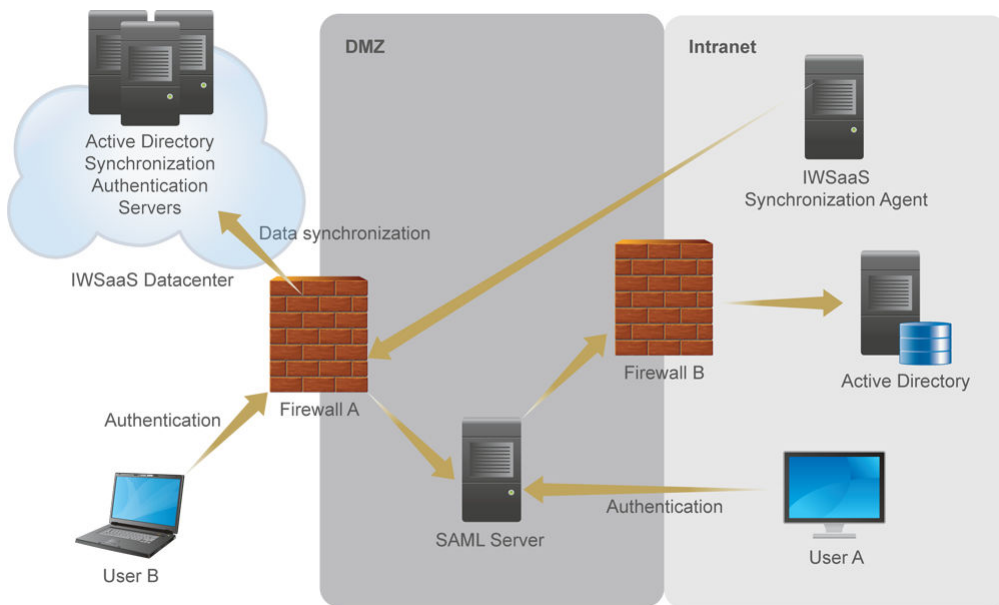 DMZ
Intranet
Active Directory
Synchronization
Authentication
Servers
IWSaaS
Synchronization Agent
Data synchronization
IWSaaS Datacenter
Firewall B
Active Directory
Firewall A
Authentication
Authentication
SAML Server
User A
User B